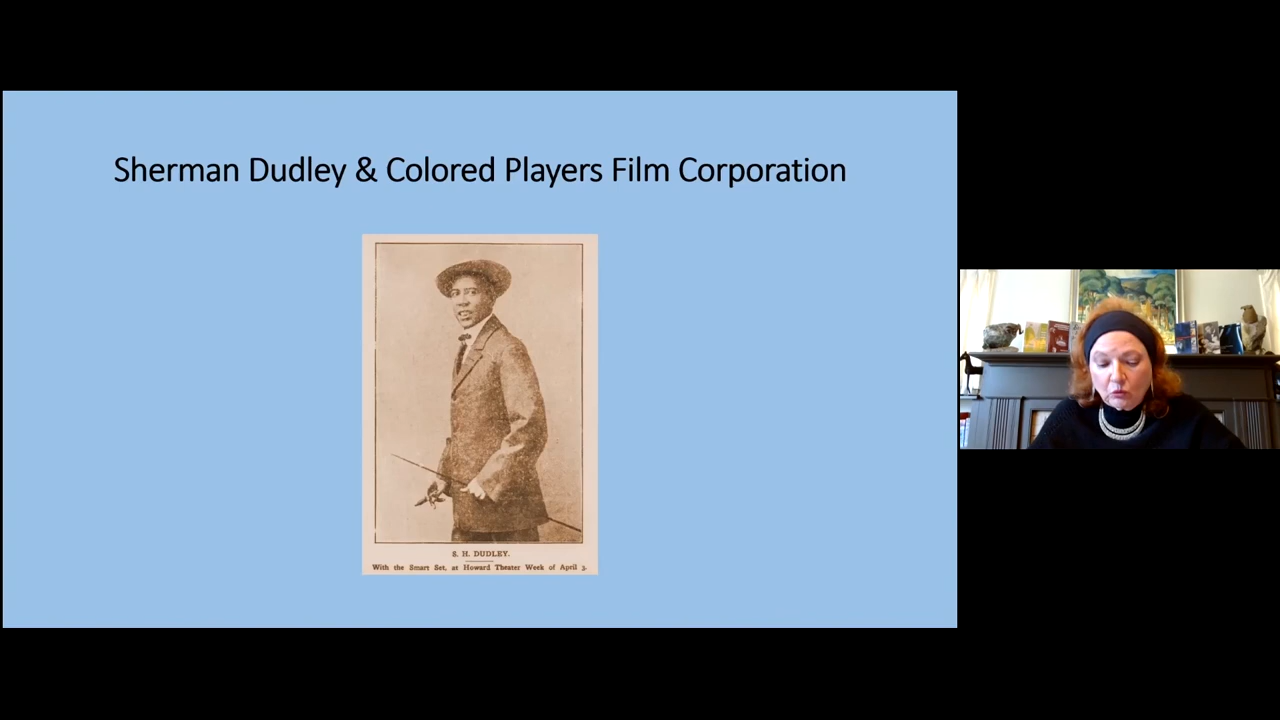 Sherman Dudley & Colored Players Film Corporation
S. H. DUDLEY.
With the Smart Set, at Howard Theater Week of April 3.